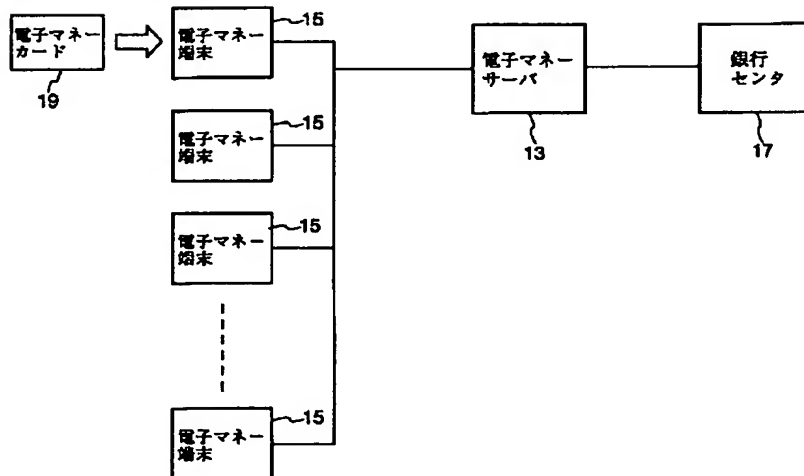 電子マネー
カード
19
電子マネー
端末
15
電子マネー
端末
15
電子マネー
端末
15
電子マネー
端末
15
電子マネー
サーバ
13
銀行
センタ
17